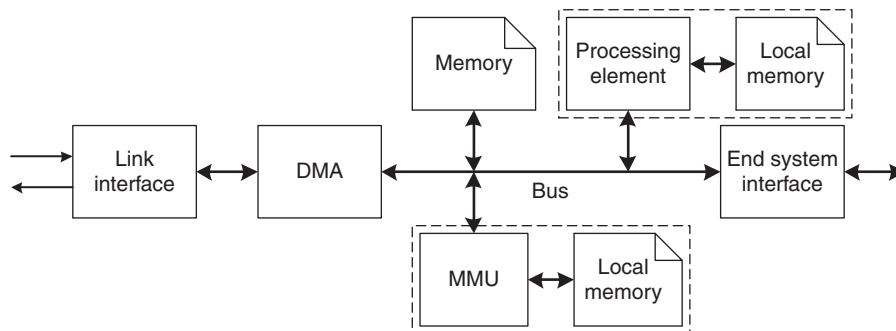 Memory
Processing
element
Local
memory
Link
interface
DMA
Bus
End system
interface
MMU
Local
memory